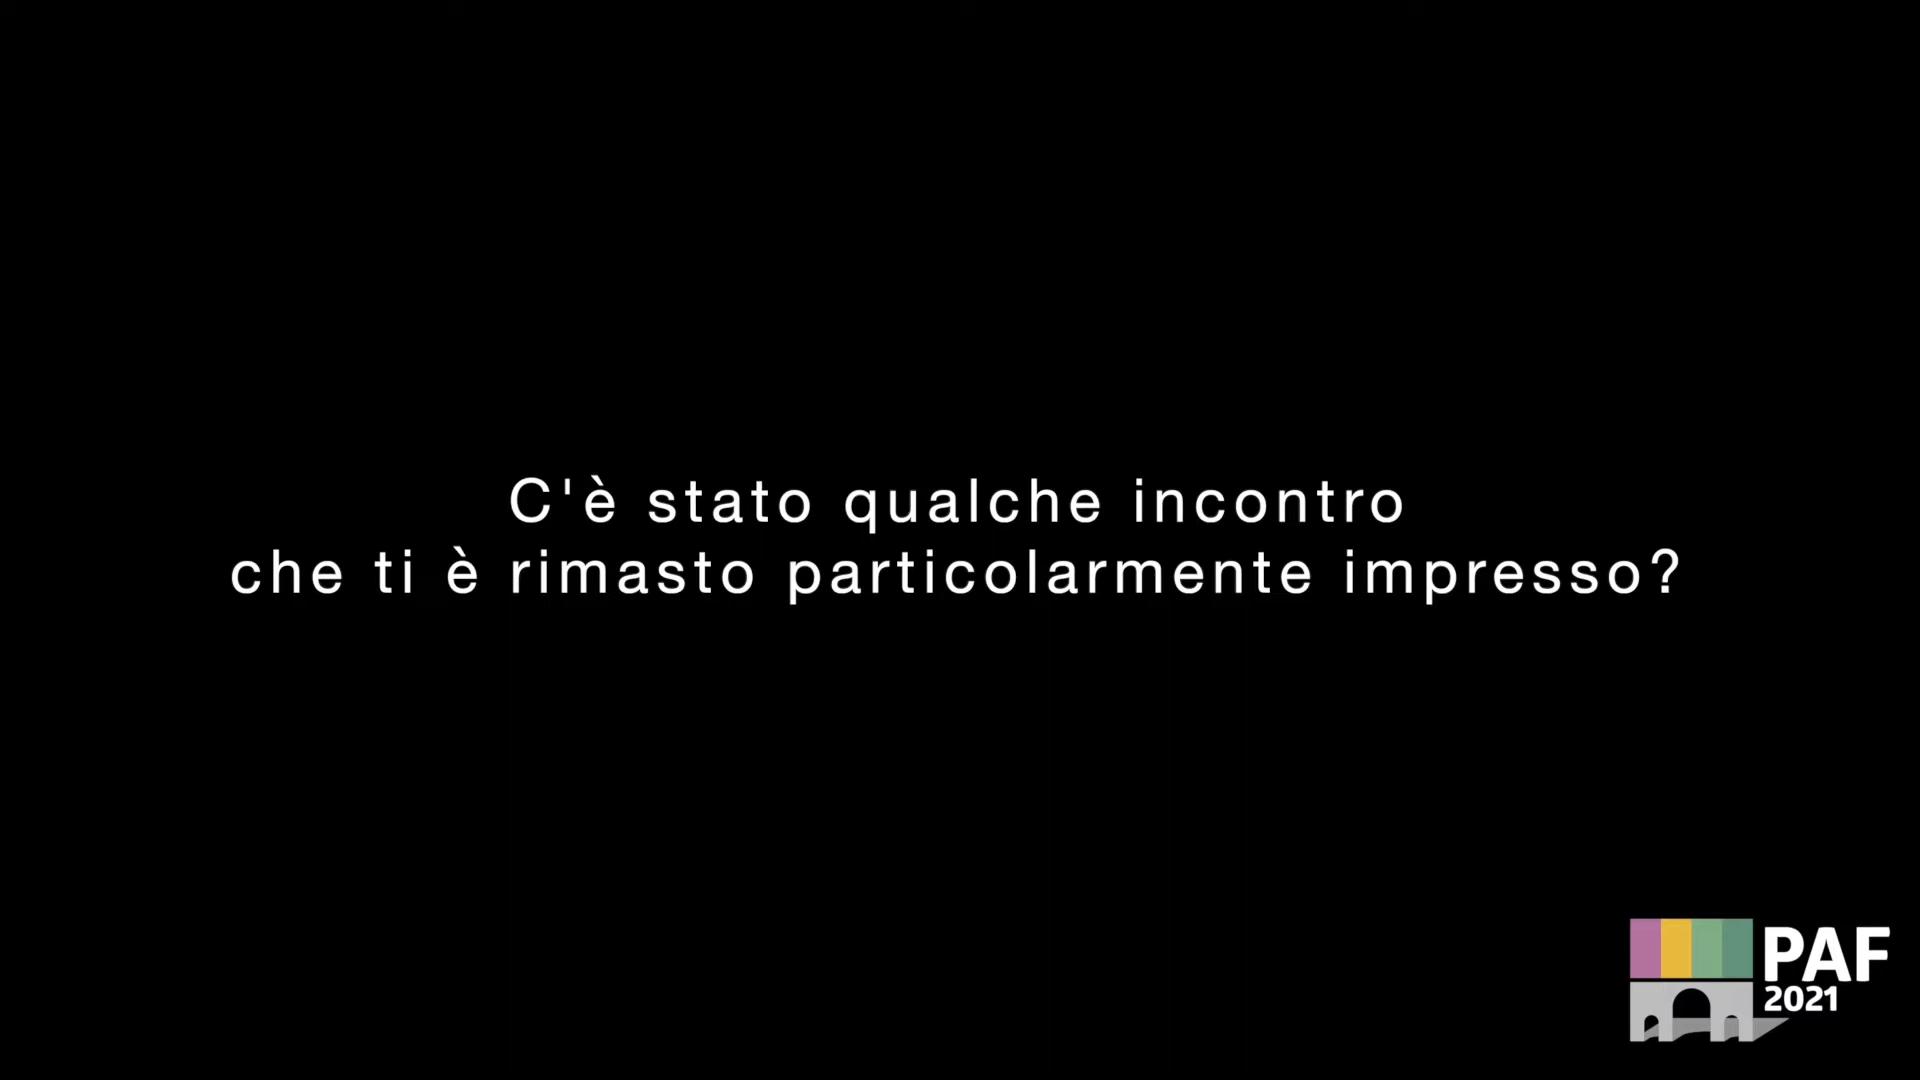 C'è stato qualche incontro
che ti è rimasto particolarmente impresso?
PAF
2021